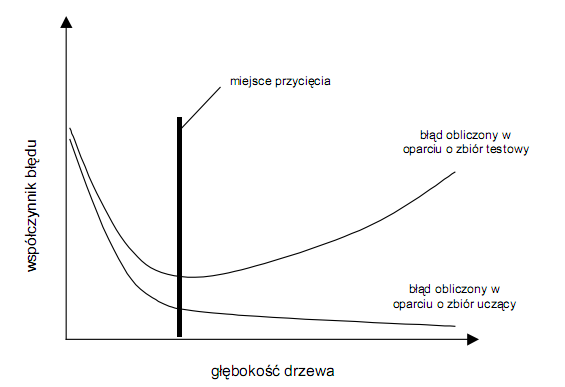 miejsce przycięcia
błąd obliczony w
oparciu o zbiór testowy
współczynnik błędu
błąd obliczony w
oparciu o zbiór uczący
głębokość drzewa